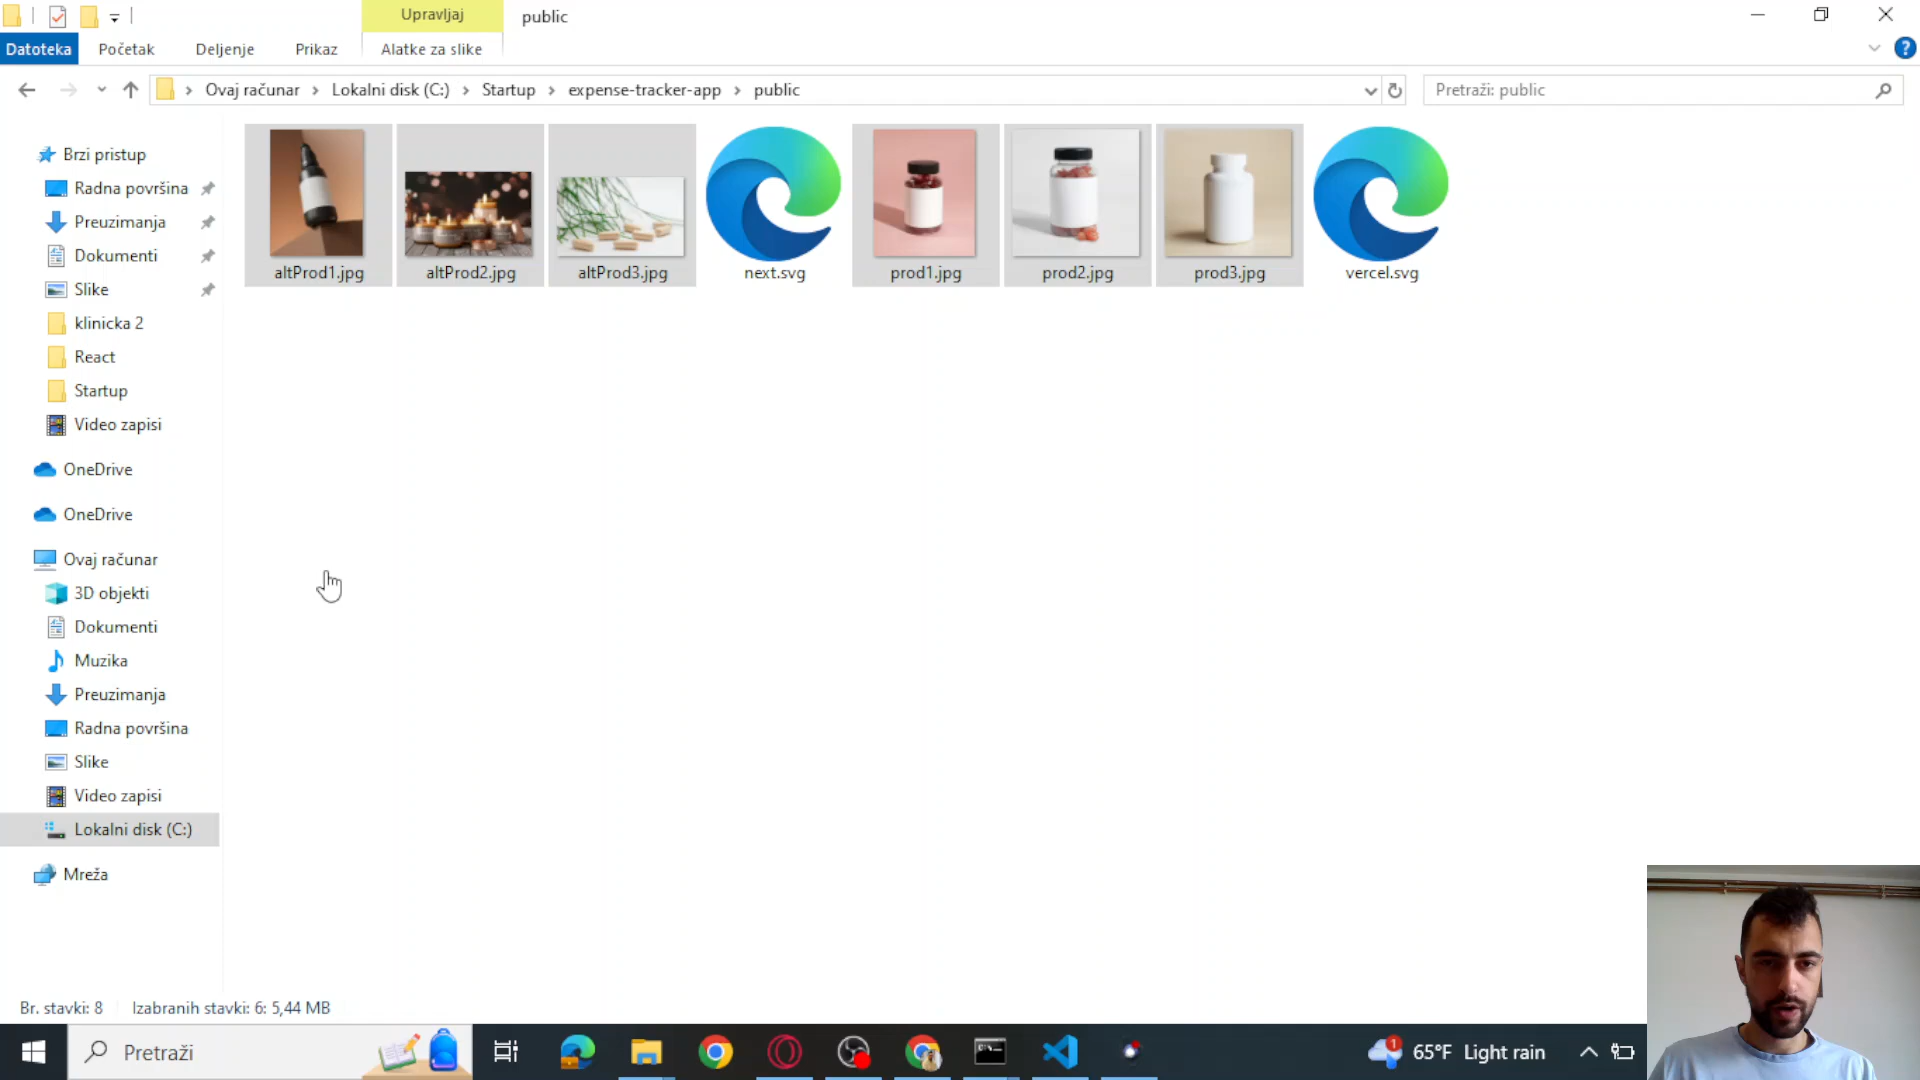 Upravljaj
public
Datoteka
Početak
Deljenje
Prikaz
Alatke za slike
?
Ovaj računar
Lokalni disk (C:)
Startup
expense-tracker-app
public
Pretraži: public
Brzi pristup
Radna površina
Preuzimanja
Dokumenti
Slike
klinicka 2
React
Startup
Video zapisi
OneDrive
OneDrive
Ovaj računar
3D objekti
Dokumenti
Muzika
Preuzimanja
Radna površina
Slike
Video zapisi
Lokalni disk (C:)
Mreža
altProd1.jpg
altProd2.jpg
altProd3.jpg
next.svg
prod1.jpg
prod2.jpg
prod3.jpg
vercel.svg
Br. stavki: 8
Izabranih stavki: 6: 5,44 MB
Pretraži
1
65°F Light rain